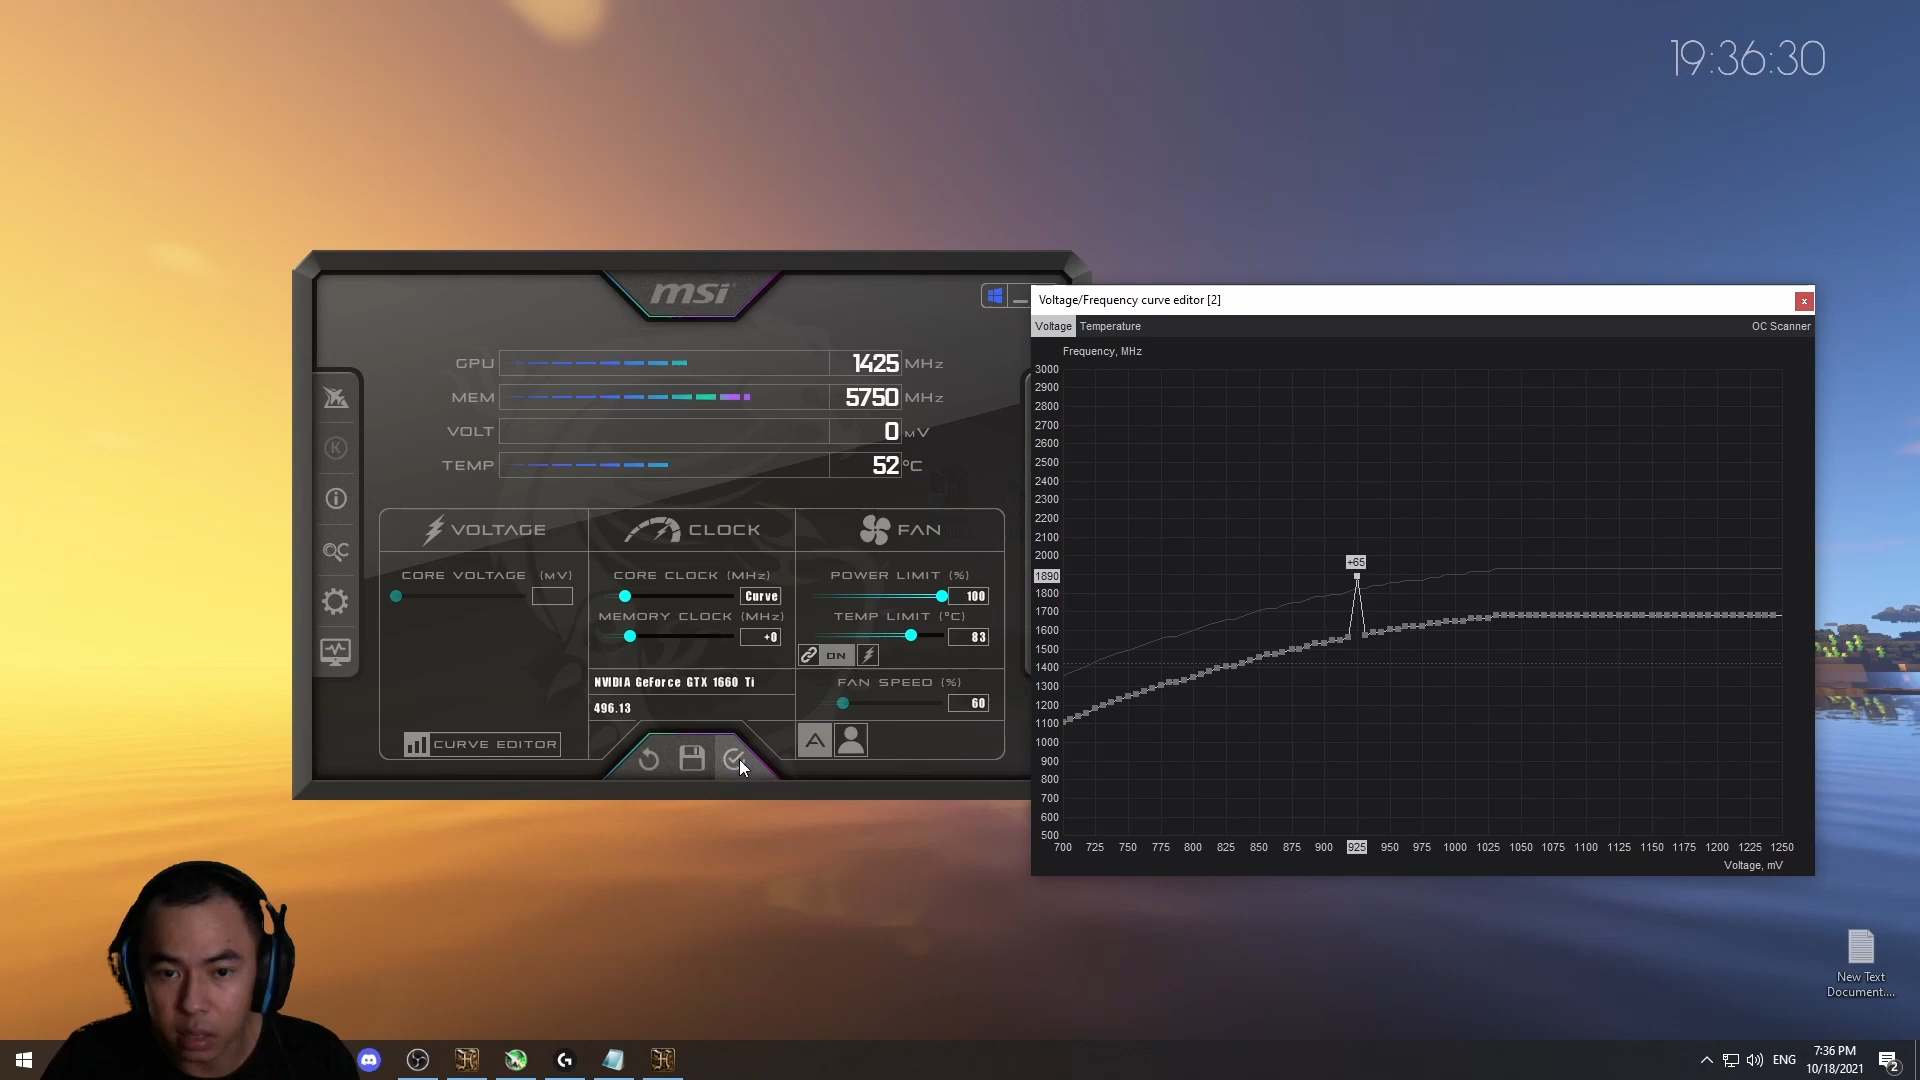 19:36:30
msi
GPU 1425 MHz
MEM 5750 MHz
VOLT 0 MV
TEMP 52 °C
K
OC
VOLTAGE
CLOCK
FAN
CORE VOLTAGE (MV)
CORE CLOCK (MHz)
Curve
POWER LIMIT (%)
100
MEMORY CLOCK (MHz)
+0
TEMP LIMIT (°C)
83
ON
NVIDIA GeForce GTX 1660 Ti
496.13
FAN SPEED (%)
60
CURVE EDITOR
A
Voltage/Frequency curve editor [2]
x
Voltage Temperature
OC Scanner
Frequency, MHz
3000
2900
2800
2700
2600
2500
2400
2300
2200
2100
2000
1890
1800
1700
1600
1500
1400
1300
1200
1100
1000
900
800
700
600
500
+65
700 725 750 775 800 825 850 875 900 925 950 975 1000 1025 1050 1075 1100 1125 1150 1175 1200 1225 1250
Voltage, mV
New Text
Document....
ENG
7:36 PM
10/18/2021
2